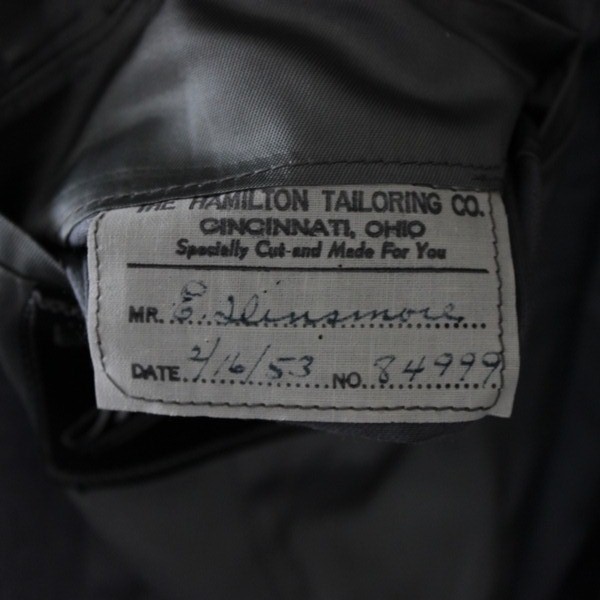 THE HAMILTON TAILORING CO.
CINCINNATI, OHIO
Specially Cut and Made For You
MR. E. Dinsmore
DATE 2/16/53 NO. 84999